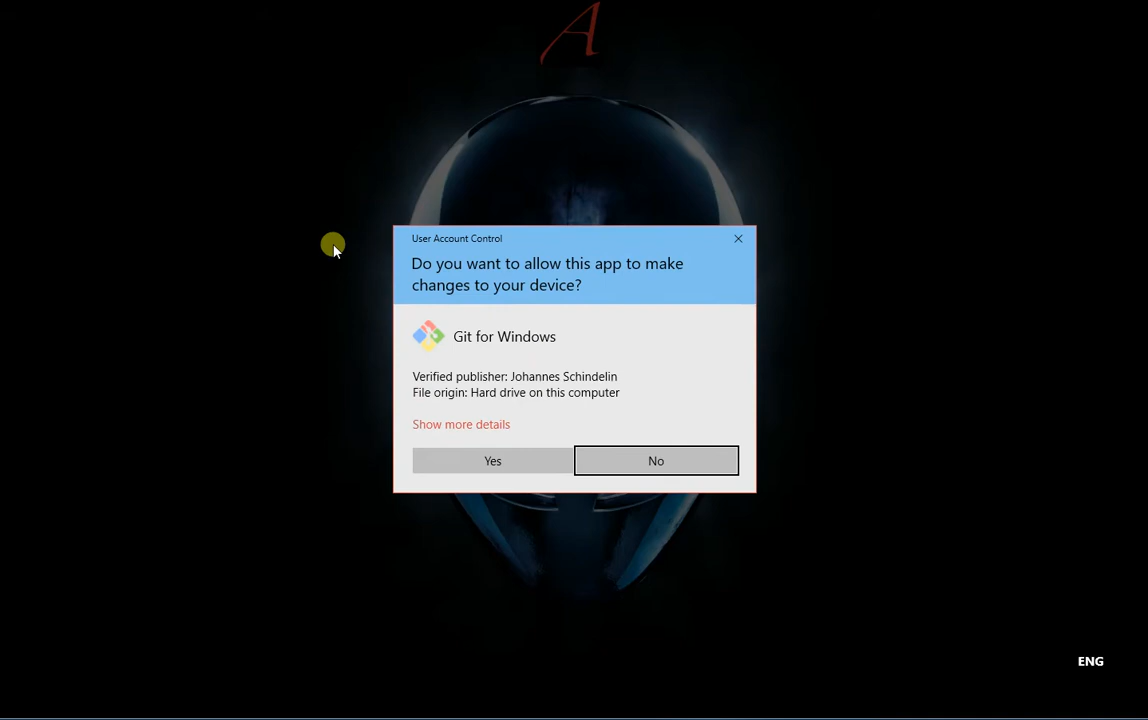 A
User Account Control
Do you want to allow this app to make
changes to your device?
Git for Windows
Verified publisher: Johannes Schindelin
File origin: Hard drive on this computer
Show more details
Yes
No
ENG